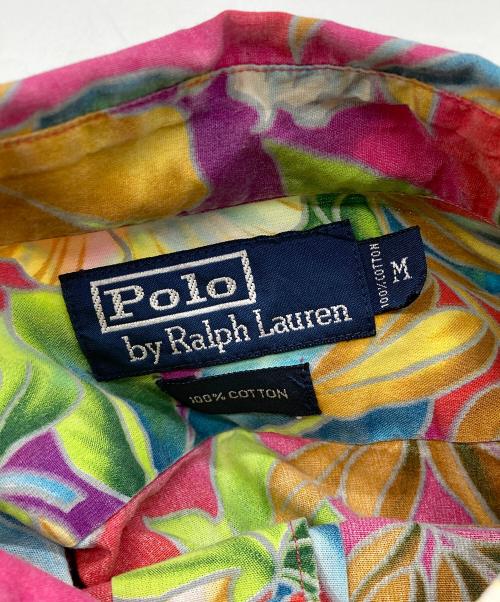 Polo
by Ralph Lauren
100% COTTON
M
100% COTTON